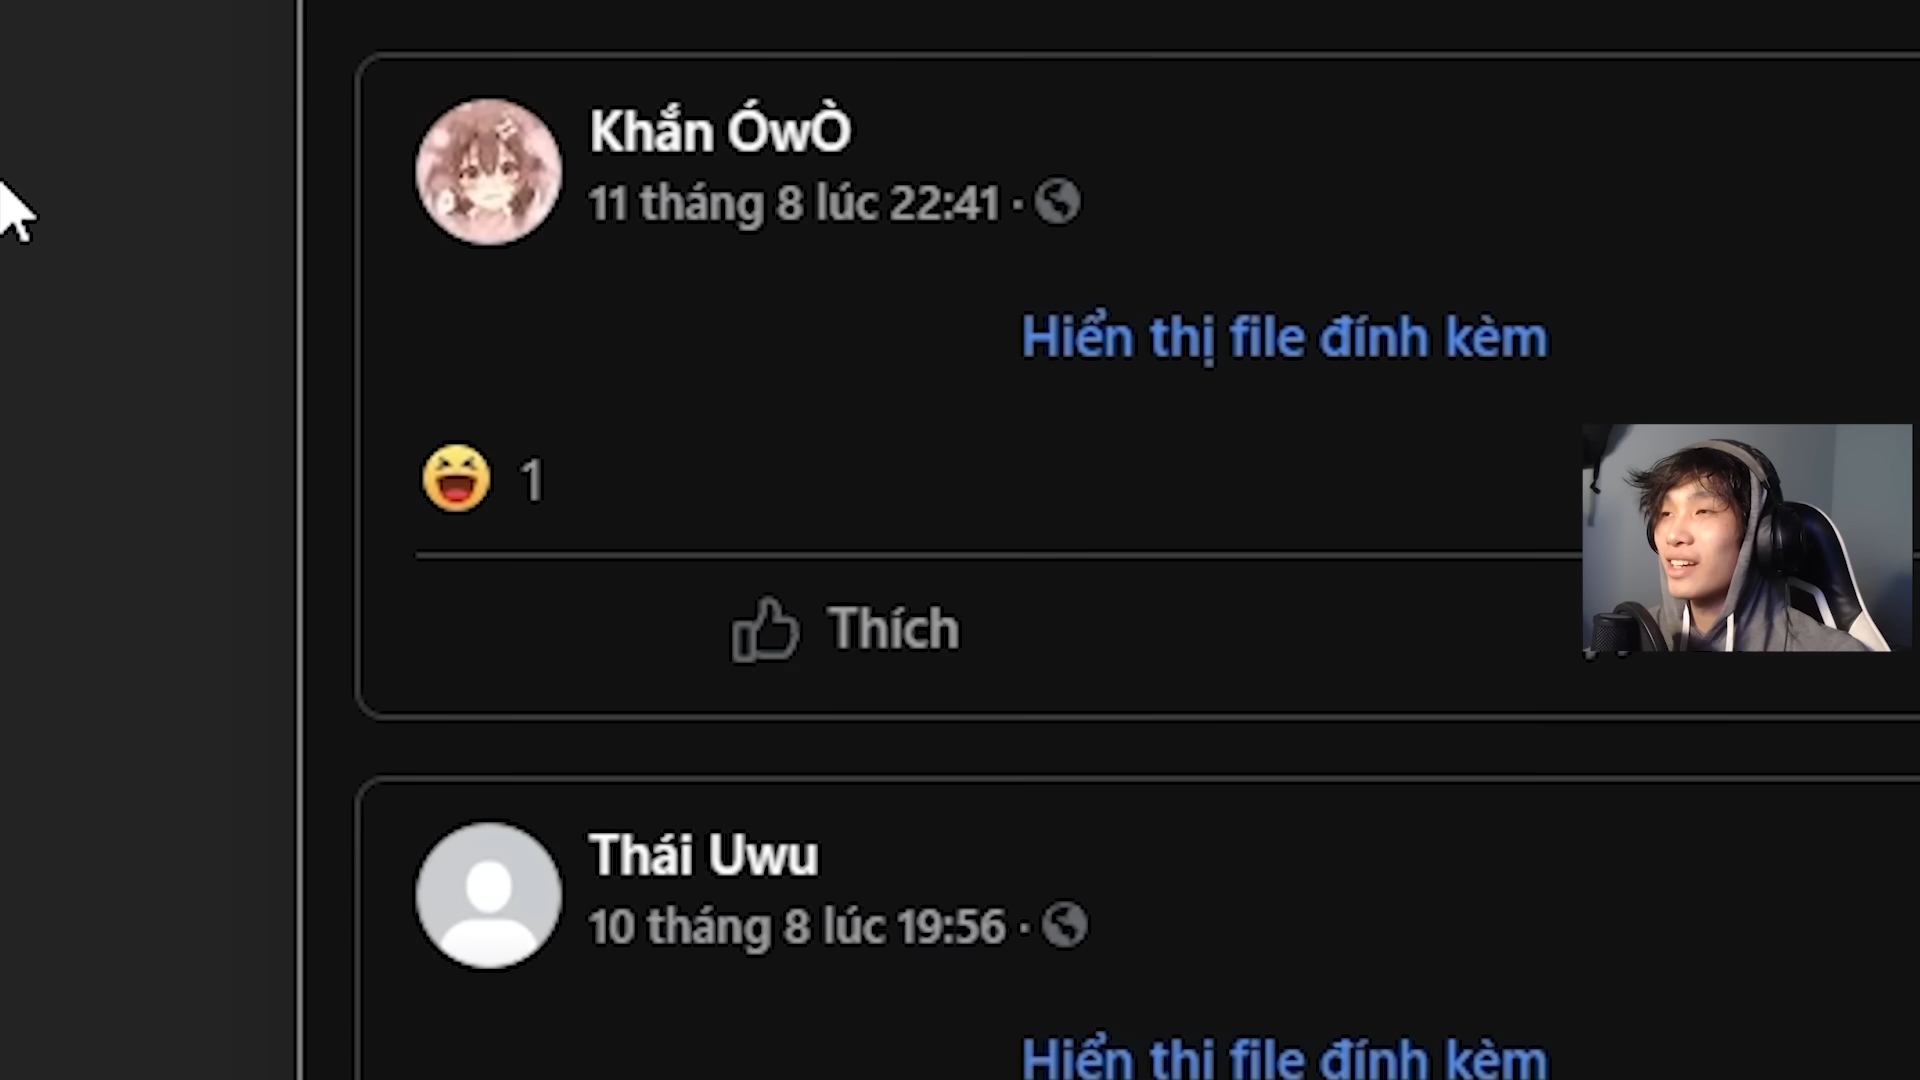 Khắn ÓwÒ
11 tháng 8 lúc 22:41 ·
Hiển thị file đính kèm
1
Thích
Thái Uwu
10 tháng 8 lúc 19:56 ·
Hiển thị file đính kèm